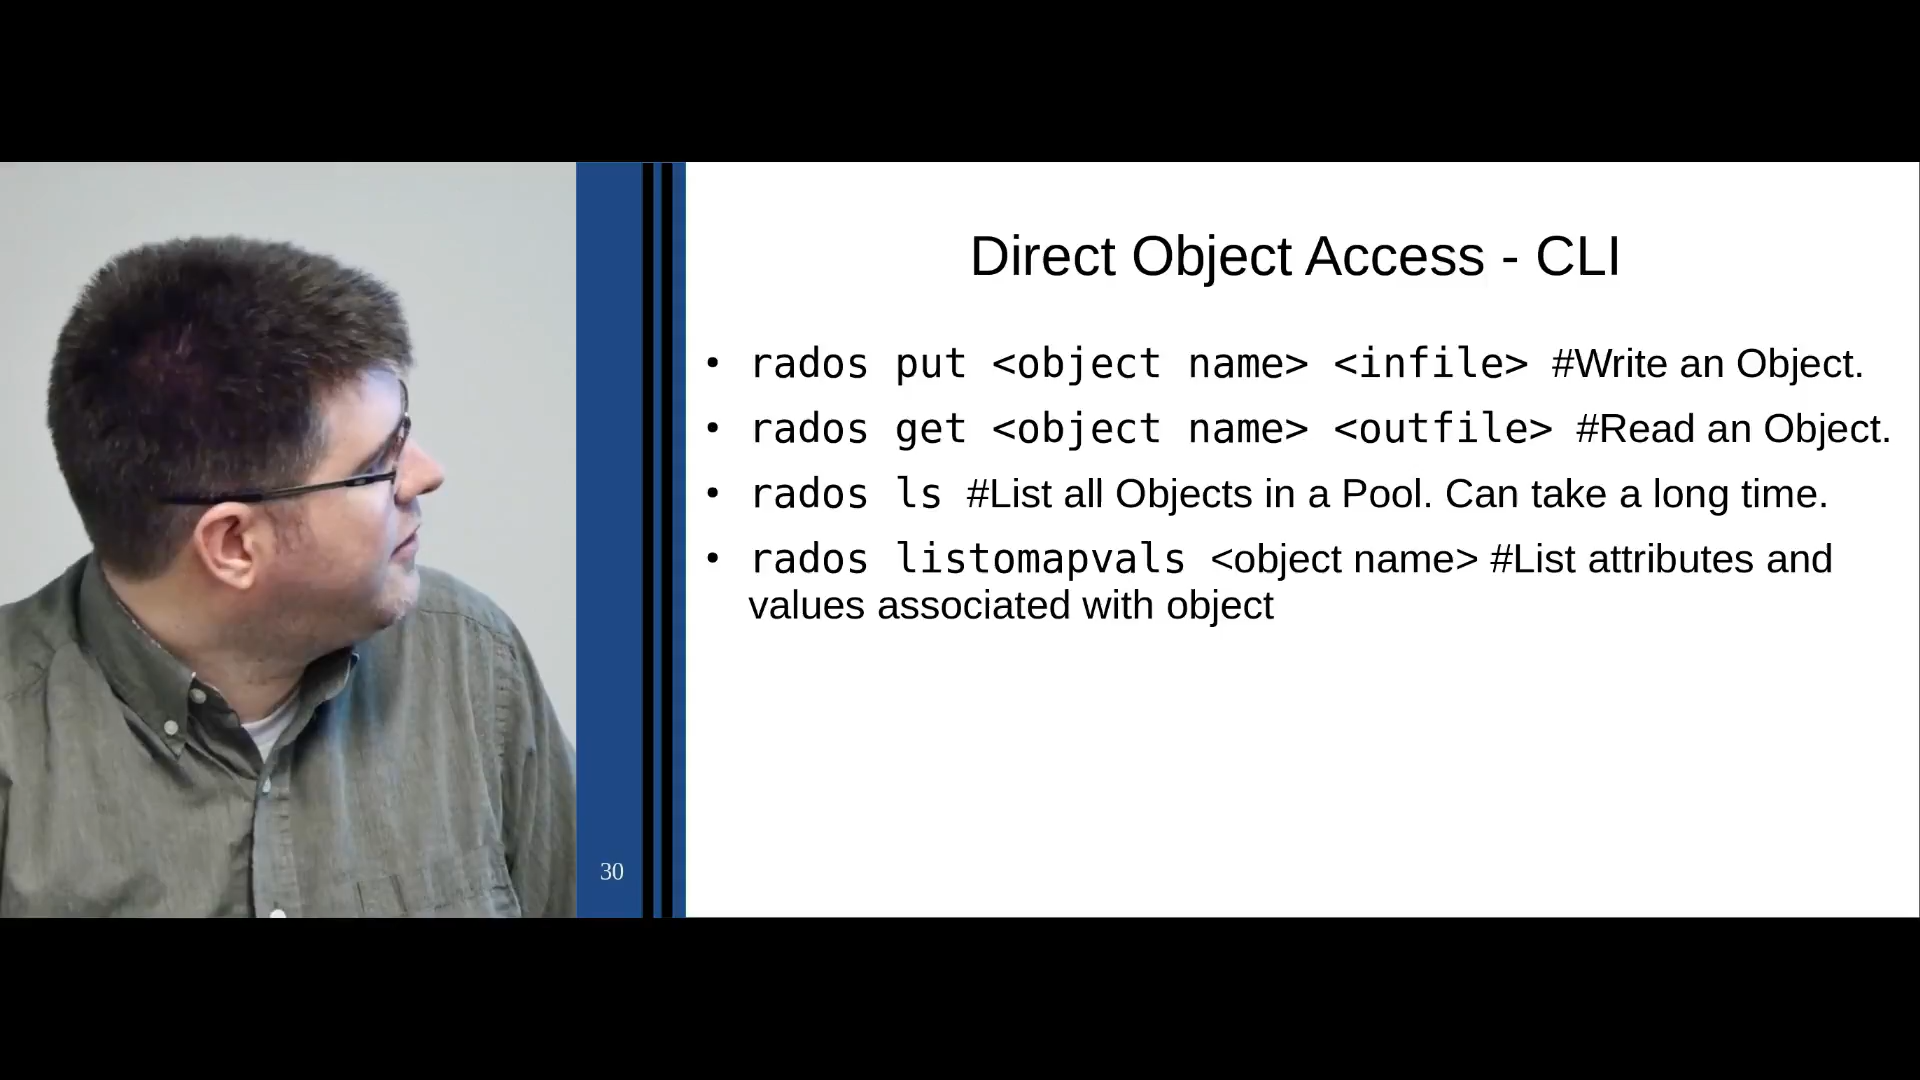 Direct Object Access - CLI
• rados put <object name> <infile> #Write an Object.
• rados get <object name> <outfile> #Read an Object.
• rados ls #List all Objects in a Pool. Can take a long time.
• rados listomapvals <object name> #List attributes and
values associated with object
30